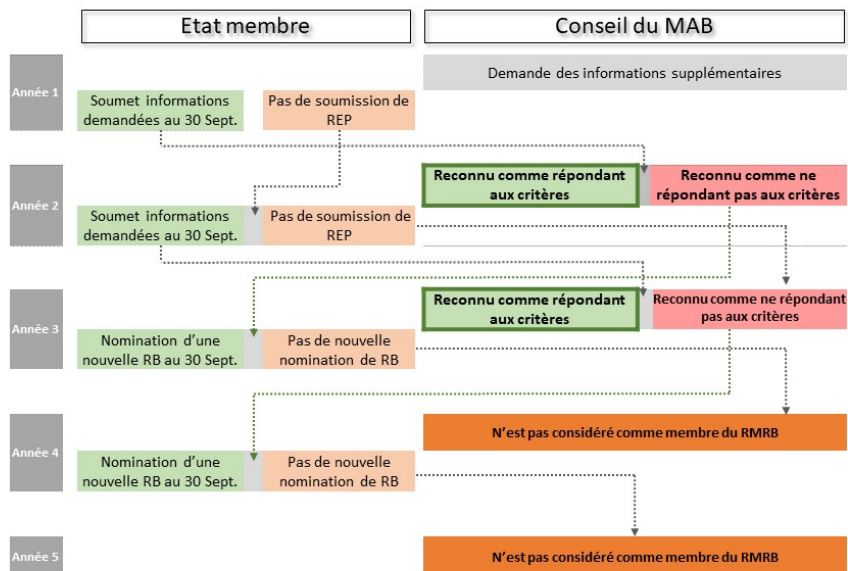 Etat membre
Conseil du MAB
Année 1
Demande des informations supplémentaires
Soumet informations
demandées au 30 Sept.
Pas de soumission de
REP
Année 2
Reconnu comme répondant
aux critères
Reconnu comme ne
répondant pas aux critères
Soumet informations
demandées au 30 Sept.
Pas de soumission de
REP
Année 3
Reconnu comme répondant
aux critères
Reconnu comme ne répondant
pas aux critères
Nomination d'une
nouvelle RB au 30 Sept.
Pas de nouvelle
nomination de RB
Année 4
N'est pas considéré comme membre du RMRB
Nomination d'une
nouvelle RB au 30 Sept.
Pas de nouvelle
nomination de RB
Année 5
N'est pas considéré comme membre du RMRB